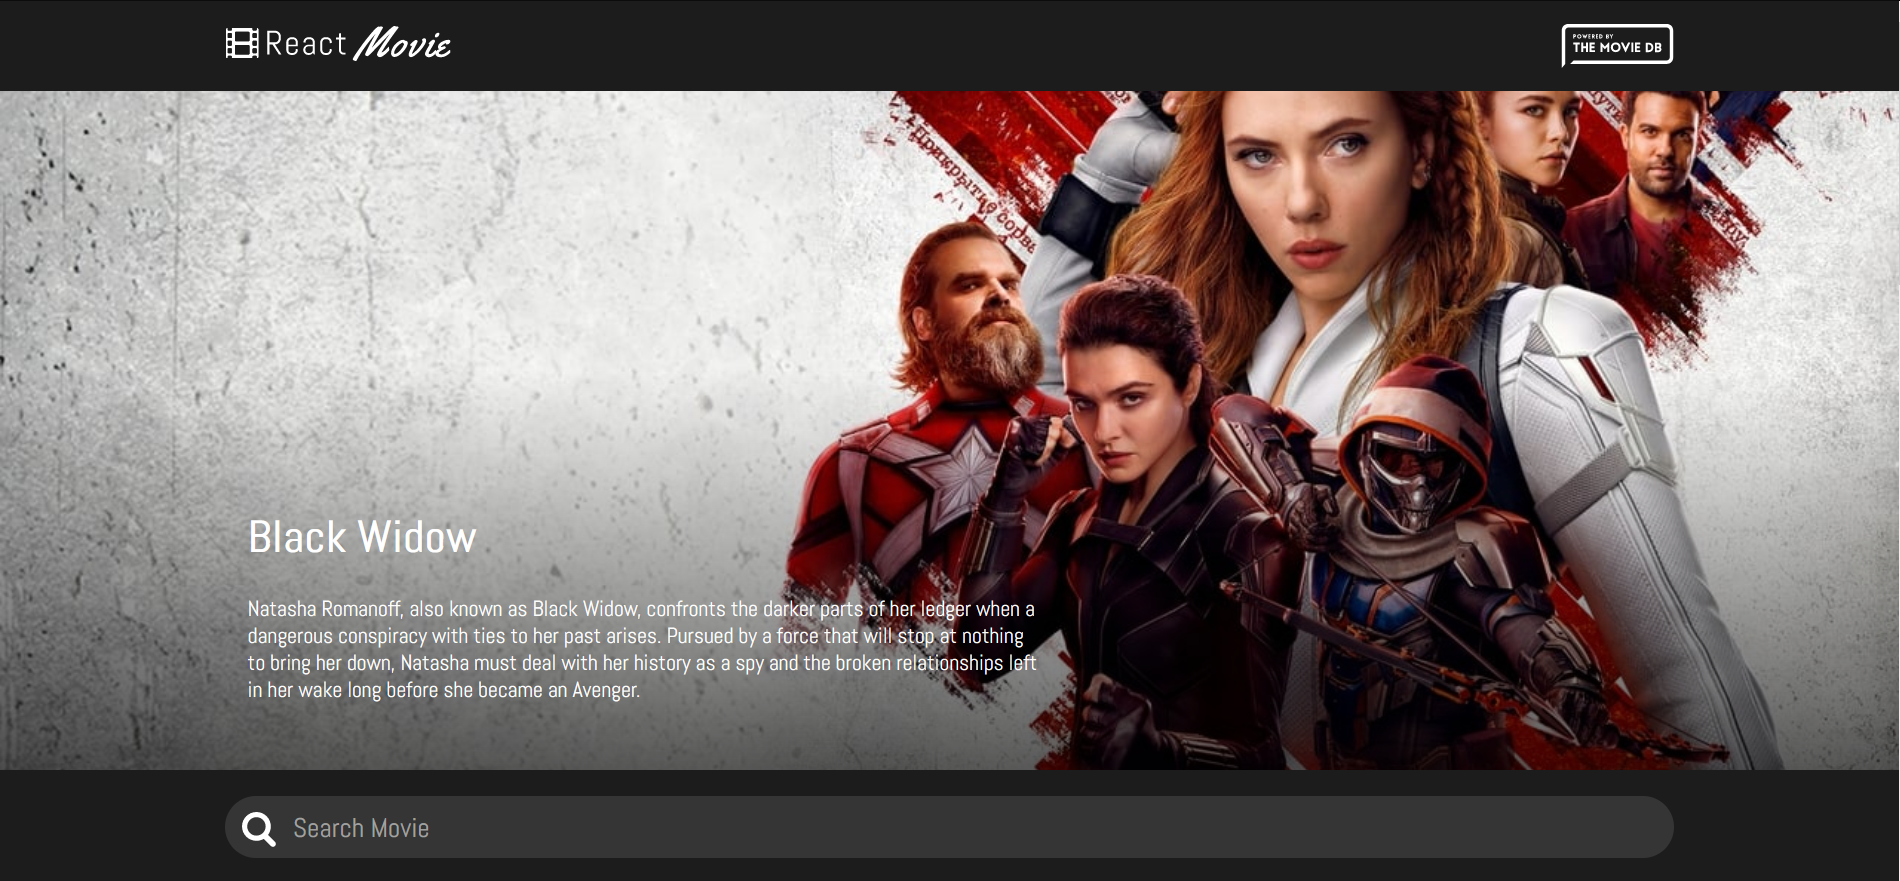 React Movie
POWERED BY
THE MOVIE DB
Black Widow
Natasha Romanoff, also known as Black Widow, confronts the darker parts of her ledger when a
dangerous conspiracy with ties to her past arises. Pursued by a force that will stop at nothing
to bring her down, Natasha must deal with her history as a spy and the broken relationships left
in her wake long before she became an Avenger.
Search Movie